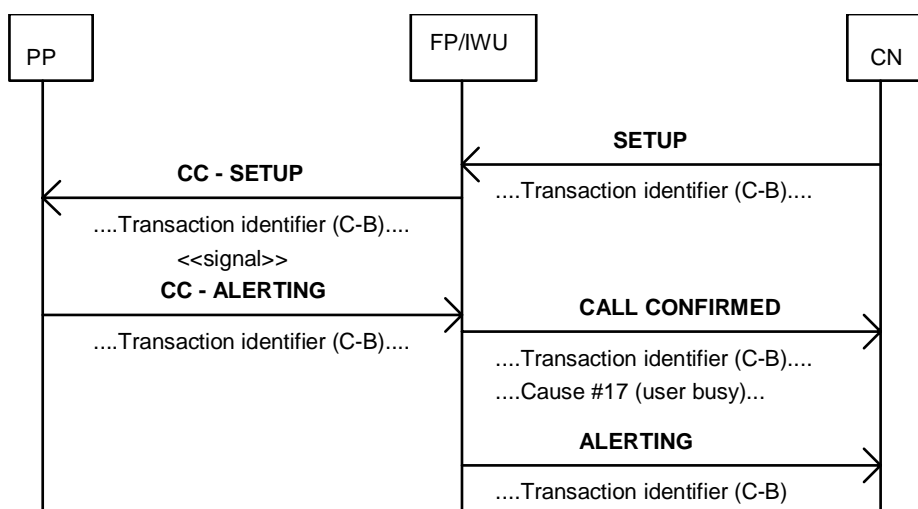 PP
FP/IWU
CN
SETUP
....Transaction identifier (C-B)....
CC - SETUP
....Transaction identifier (C-B)....
<<signal>>
CC - ALERTING
....Transaction identifier (C-B)....
CALL CONFIRMED
....Transaction identifier (C-B)....
....Cause #17 (user busy)...
ALERTING
....Transaction identifier (C-B)